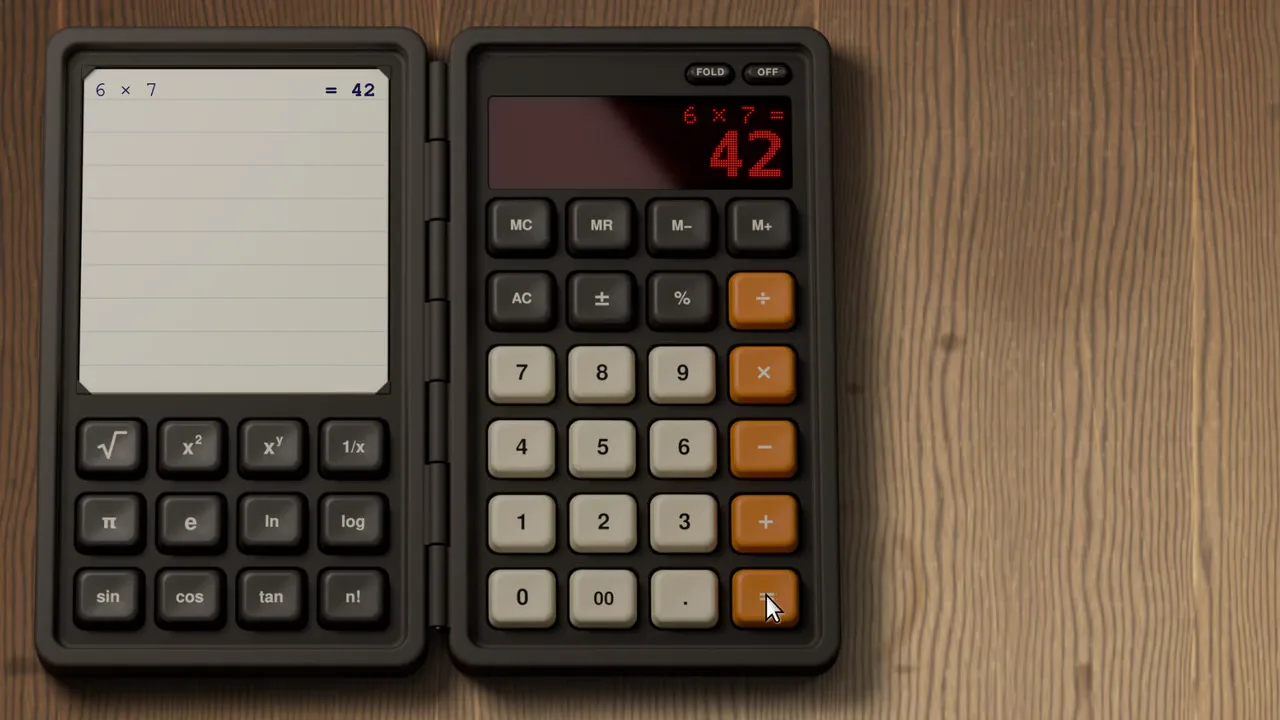 6 × 7 = 42
FOLD OFF
6 × 7 =
42
MC MR M− M+
AC ± % ÷
7 8 9 ×
4 5 6 −
1 2 3 +
0 00 . =
√ x² xʸ 1/x
π e ln log
sin cos tan n!